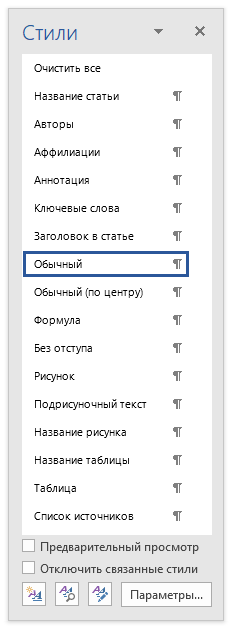 Стили
Очистить все
Название статьи
Авторы
Аффилиации
Аннотация
Ключевые слова
Заголовок в статье
Обычный
Обычный (по центру)
Формула
Без отступа
Рисунок
Подрисуночный текст
Название рисунка
Название таблицы
Таблица
Список источников
Предварительный просмотр
Отключить связанные стили
Параметры...